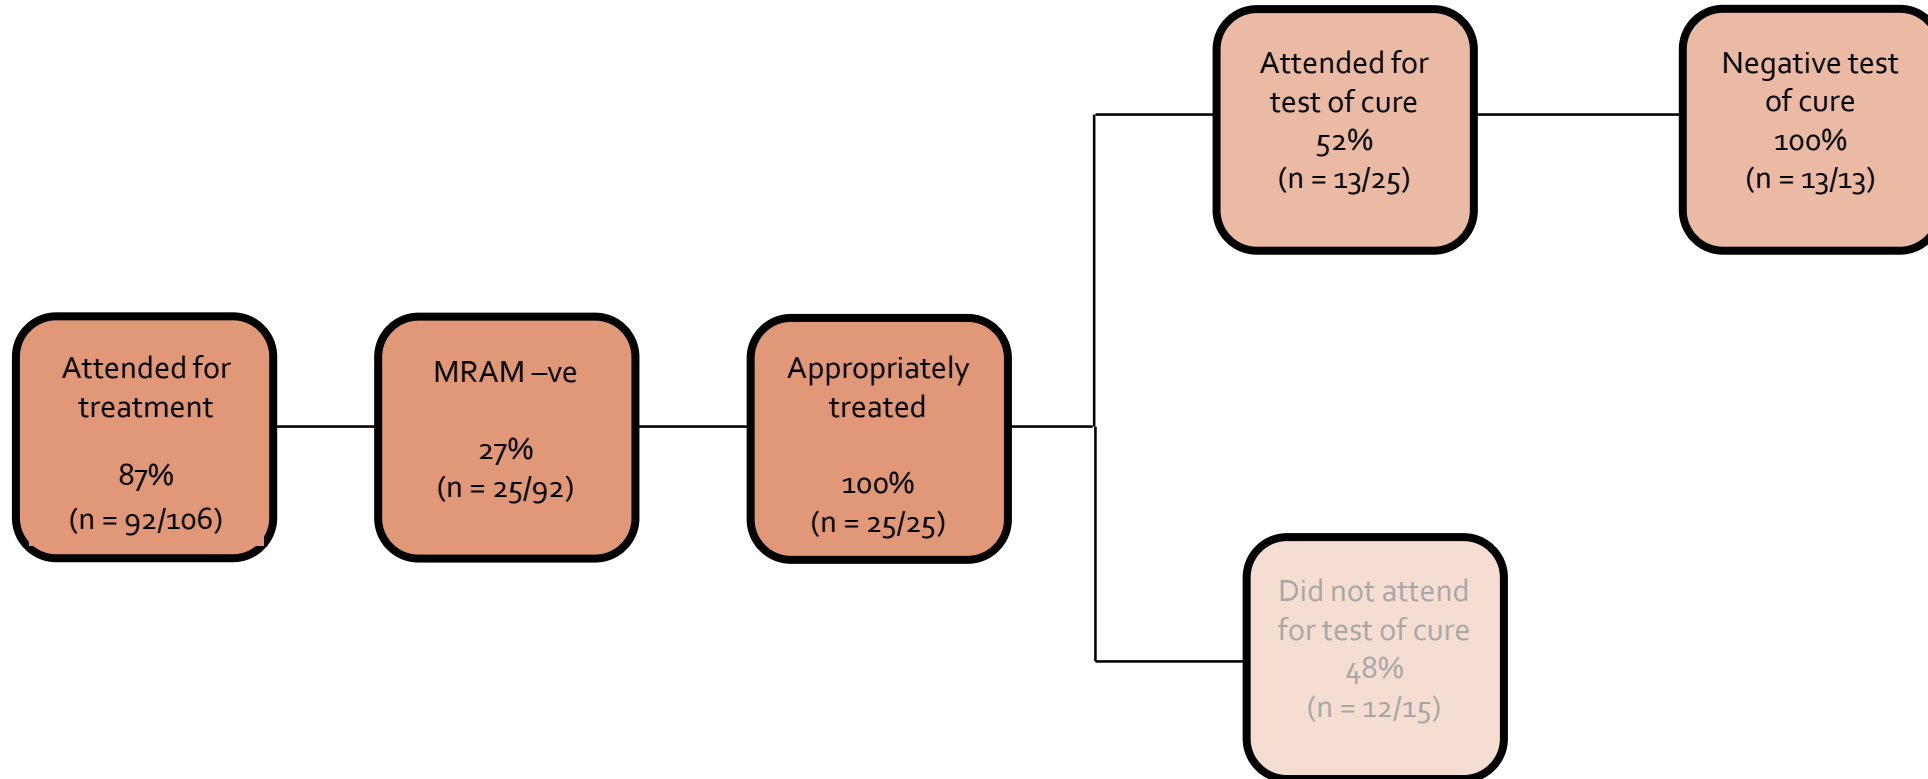 Attended for
treatment
87%
(n = 92/106)
MRAM –ve
27%
(n = 25/92)
Appropriately
treated
100%
(n = 25/25)
Attended for
test of cure
52%
(n = 13/25)
Negative test
of cure
100%
(n = 13/13)
Did not attend
for test of cure
48%
(n = 12/15)